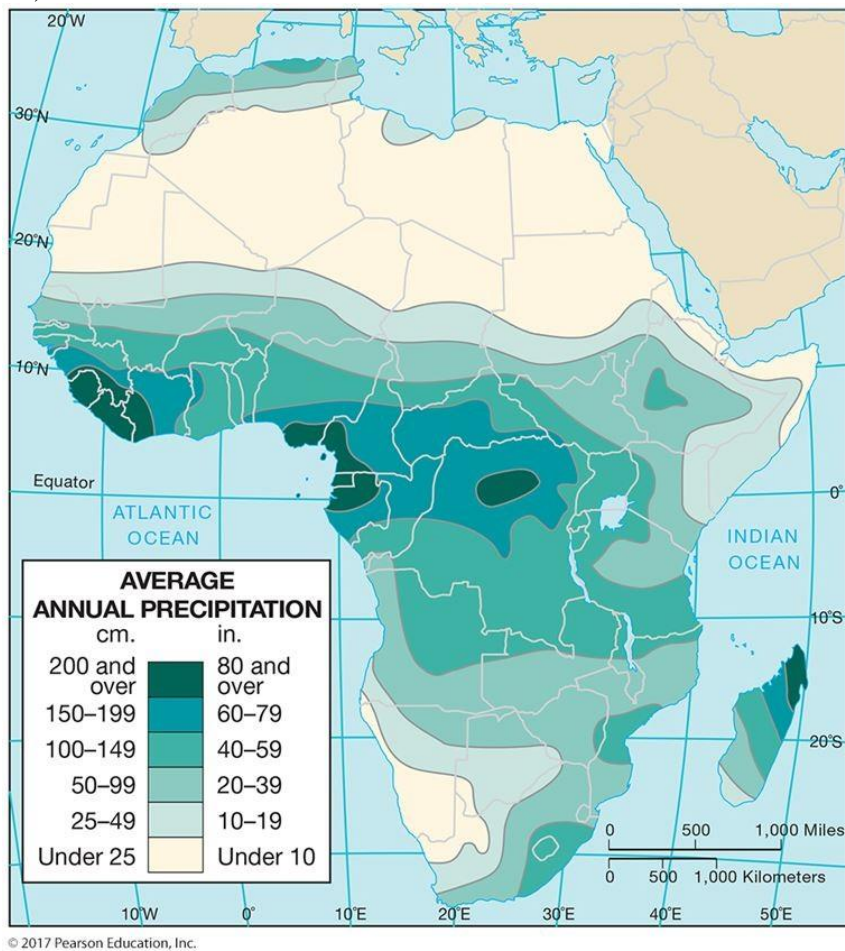 20°W
30°N
20°N
10°N
Equator
0°
ATLANTIC
OCEAN
INDIAN
OCEAN
10°S
20°S
AVERAGE
ANNUAL PRECIPITATION
cm. in.
200 and over 80 and over
150–199 60–79
100–149 40–59
50–99 20–39
25–49 10–19
Under 25 Under 10
0 500 1,000 Miles
0 500 1,000 Kilometers
10°W 0° 10°E 20°E 30°E 40°E 50°E
© 2017 Pearson Education, Inc.